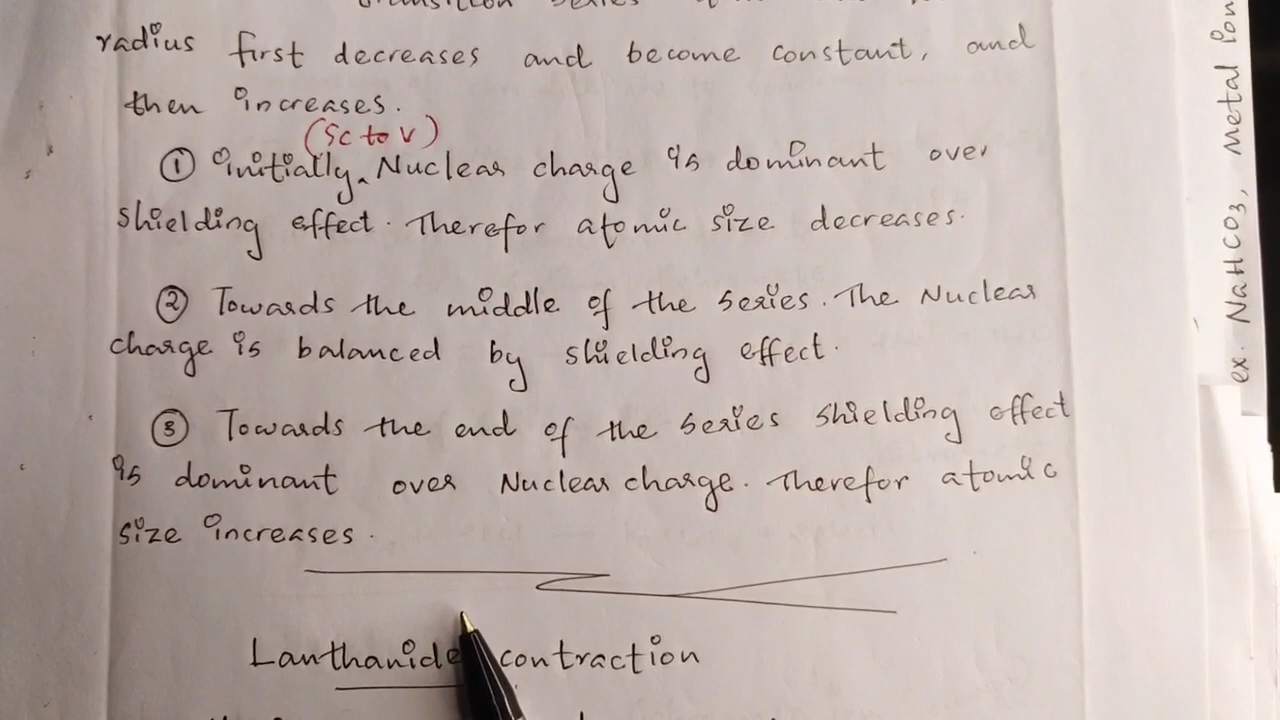 transition series
radius first decreases and become constant, and
then increases.
(Sc to V)
① initially, Nuclear charge is dominant over
shielding effect. Therefor atomic size decreases.
② Towards the middle of the series. The Nuclear
charge is balanced by shielding effect.
③ Towards the end of the series shielding effect
is dominant over Nuclear charge. Therefor atomic
size increases.
Lanthanide contraction
ex. NaHCO3, Metal